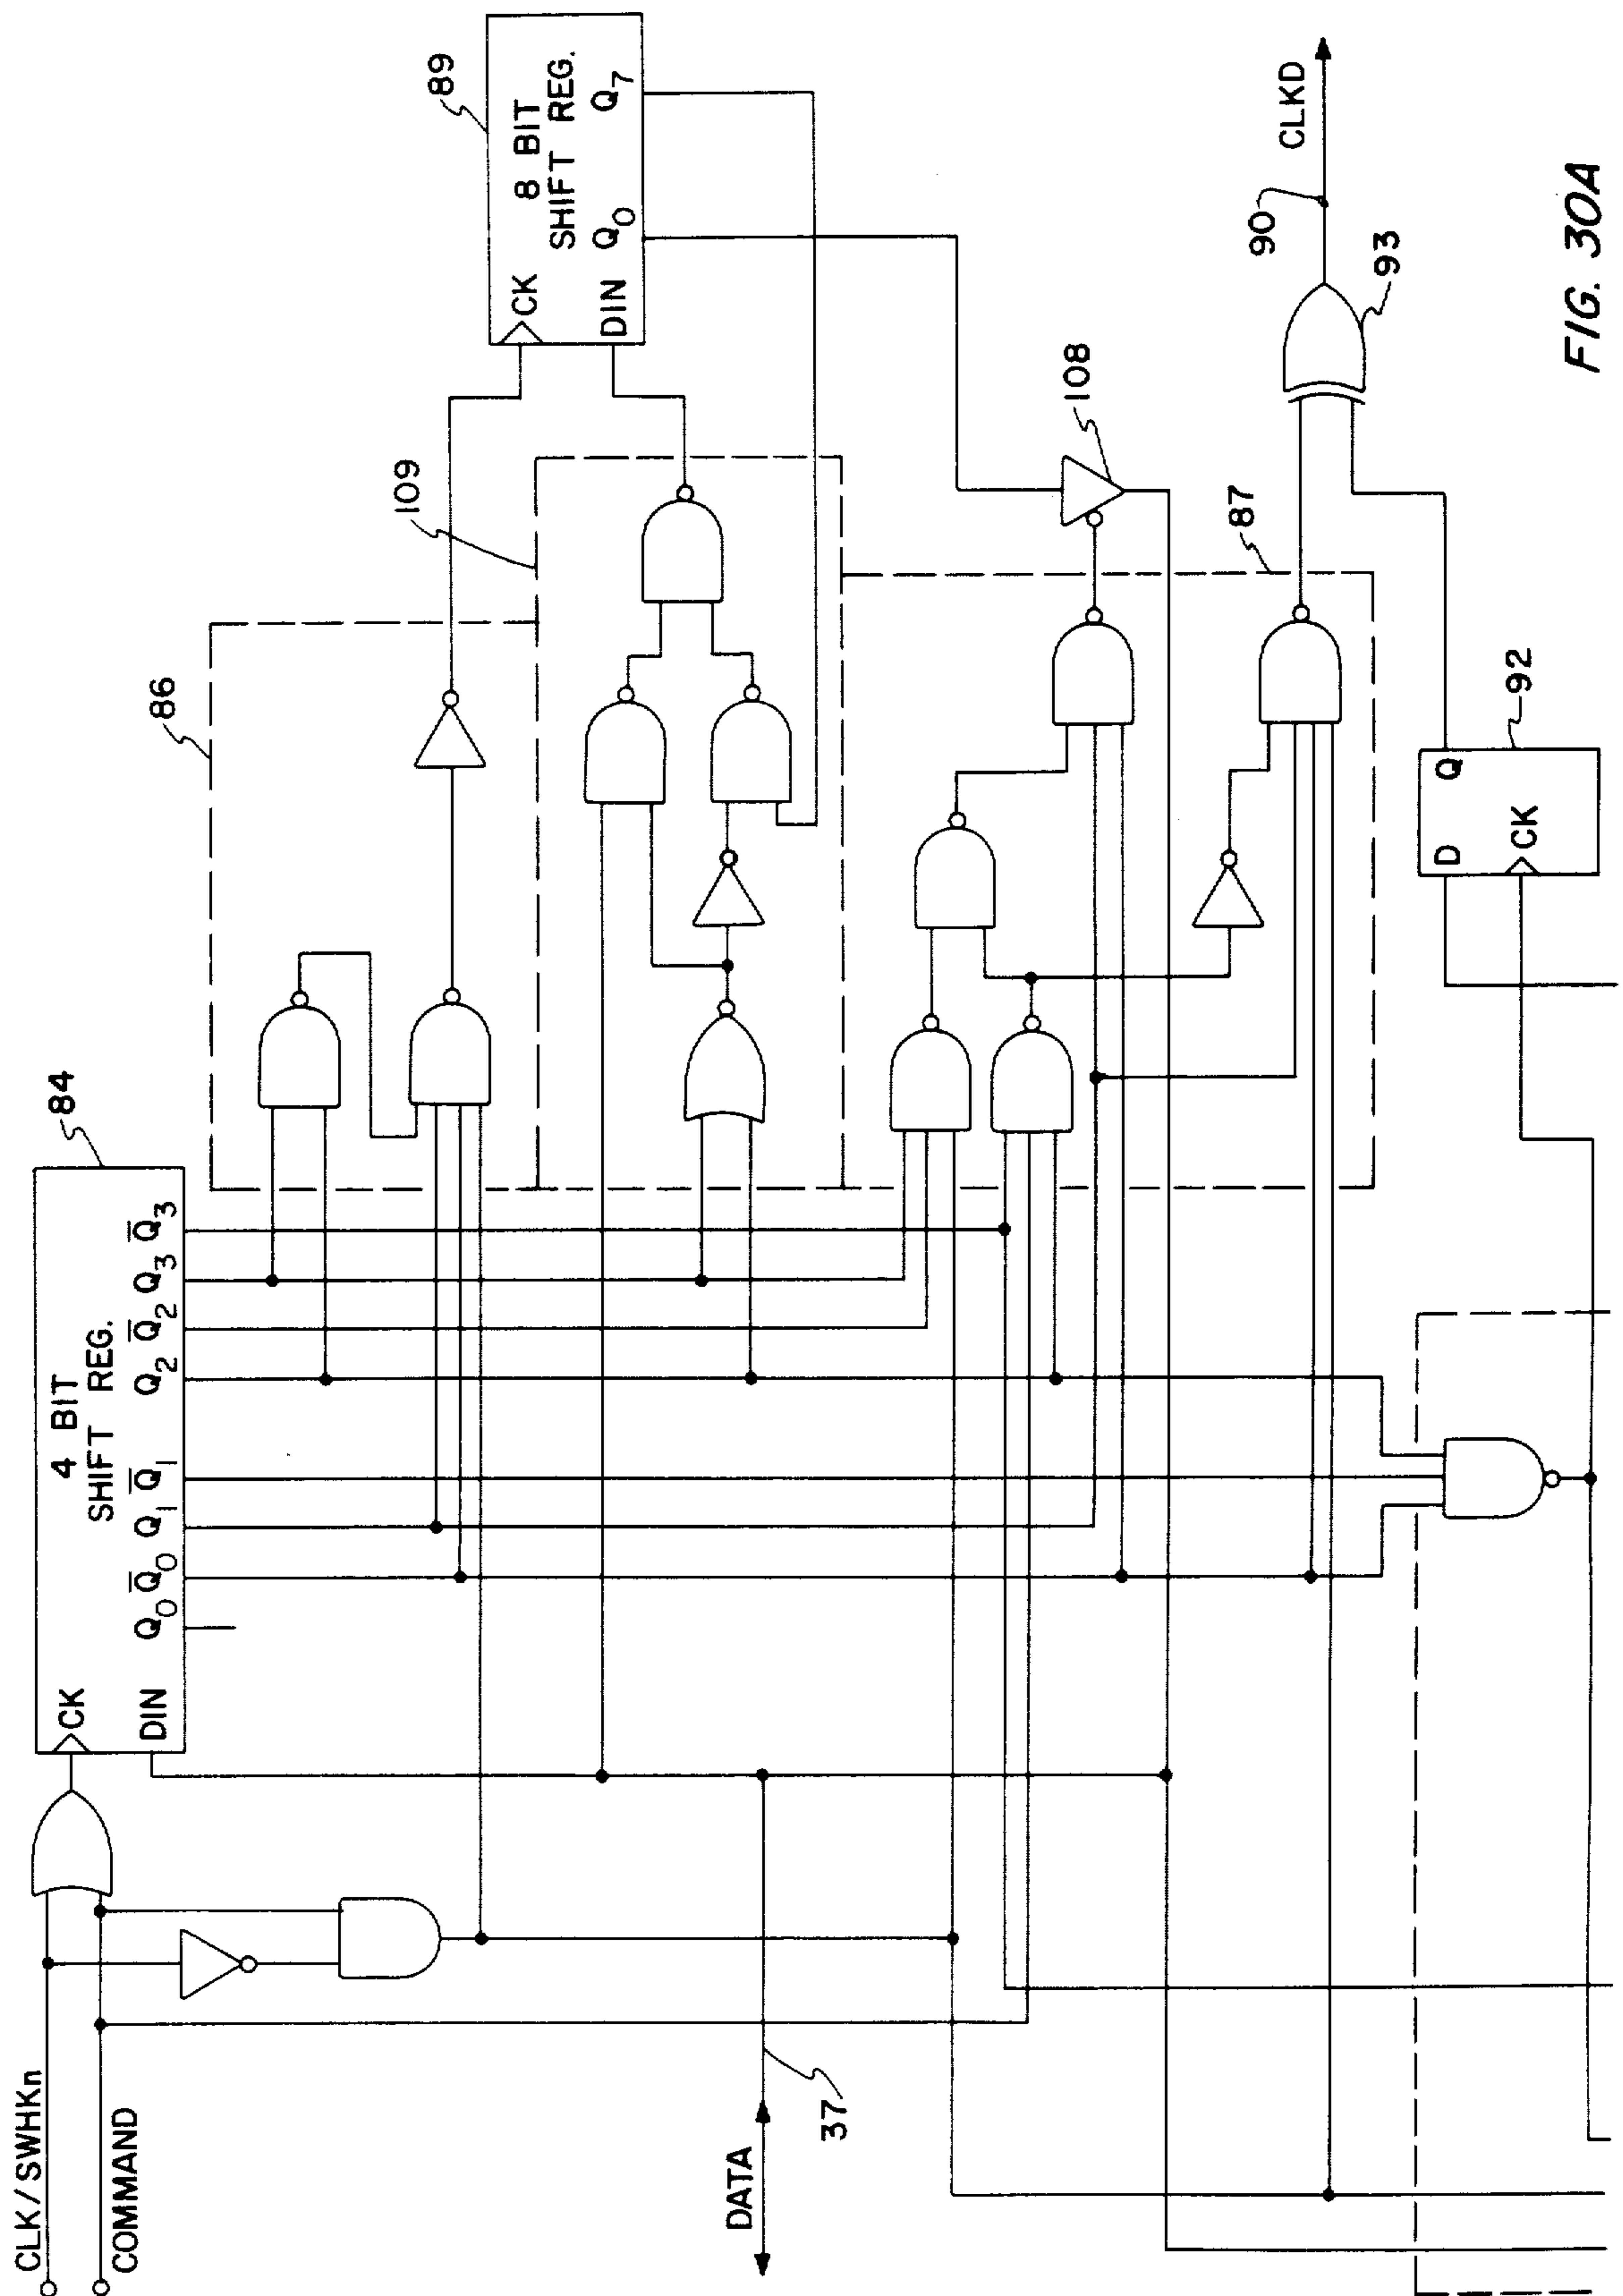 CLK/SWHKn
COMMAND
DATA
37
84
4 BIT
SHIFT REG.
CK
DIN
Q0 Q̅0 Q1 Q̅1 Q2 Q̅2 Q3 Q̅3
86
109
89
8 BIT
SHIFT REG.
CK
DIN
Q0
Q7
108
87
92
D
Q
CK
93
90
CLKD
FIG. 30A